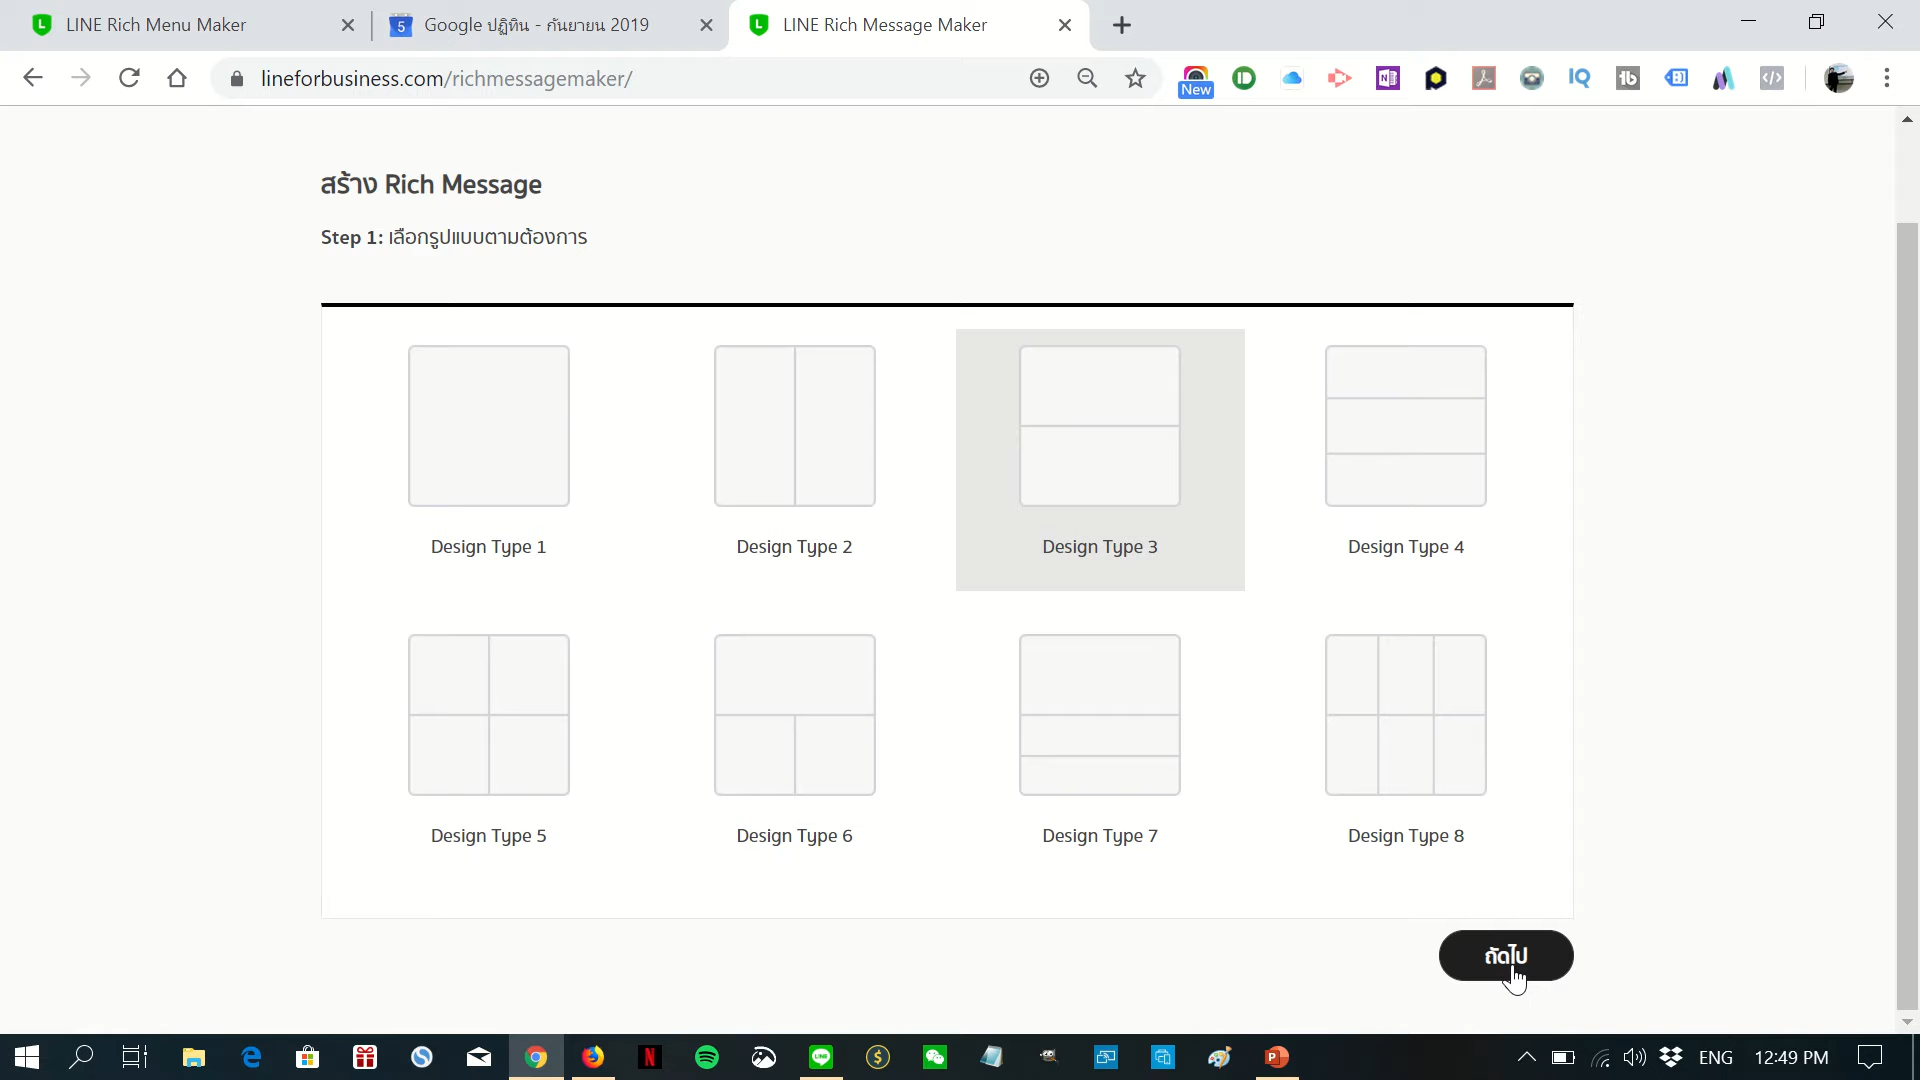 LINE Rich Menu Maker
5
Google ปฏิทิน - กันยายน 2019
LINE Rich Message Maker
lineforbusiness.com/richmessagemaker/
New
สร้าง Rich Message
Step 1: เลือกรูปแบบตามต้องการ
Design Type 1
Design Type 2
Design Type 3
Design Type 4
Design Type 5
Design Type 6
Design Type 7
Design Type 8
ถัดไป
ENG
12:49 PM